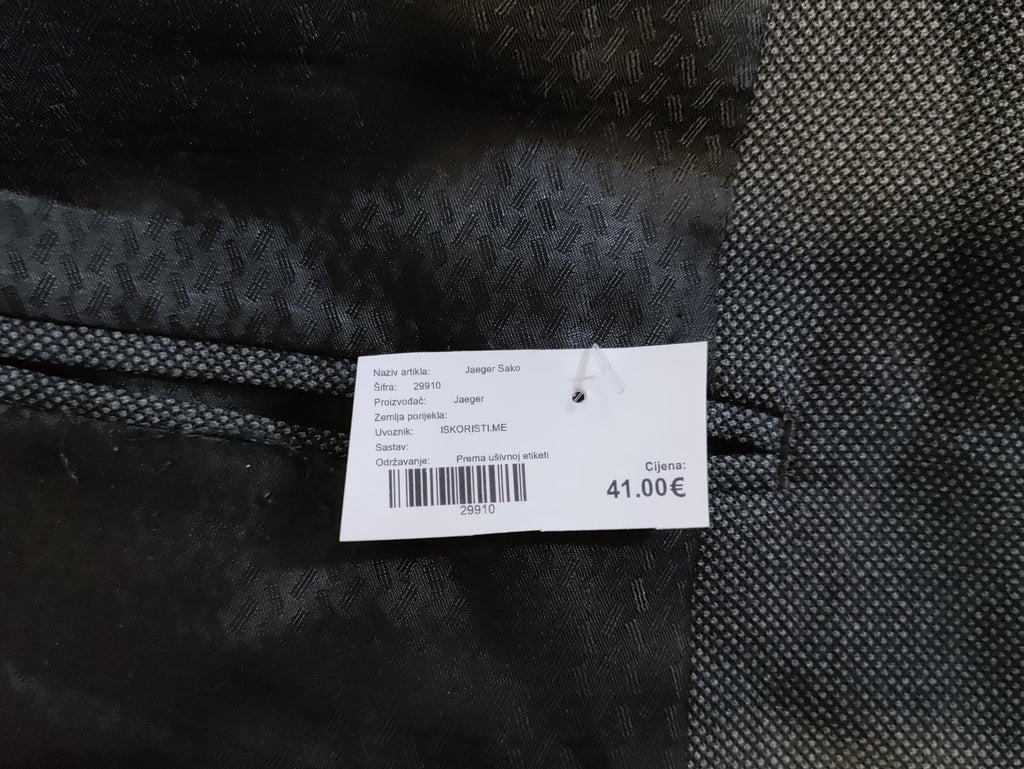 Naziv artikla: Jaeger Sako
Šifra: 29910
Proizvođač: Jaeger
Zemlja porijekla:
Uvoznik: ISKORISTI.ME
Sastav:
Održavanje: Prema ušivnoj etiketi
29910
Cijena:
41.00€